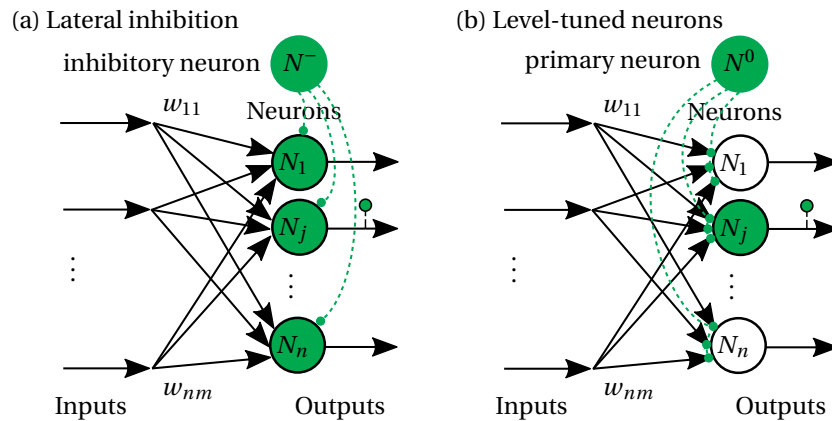 (a) Lateral inhibition
inhibitory neuron N⁻
w₁₁ Neurons
N₁
Nⱼ
⋮ ⋮
Nₙ
wₙₘ
Inputs Outputs
(b) Level-tuned neurons
primary neuron N⁰
w₁₁ Neurons
N₁
Nⱼ
⋮ ⋮
Nₙ
wₙₘ
Inputs Outputs